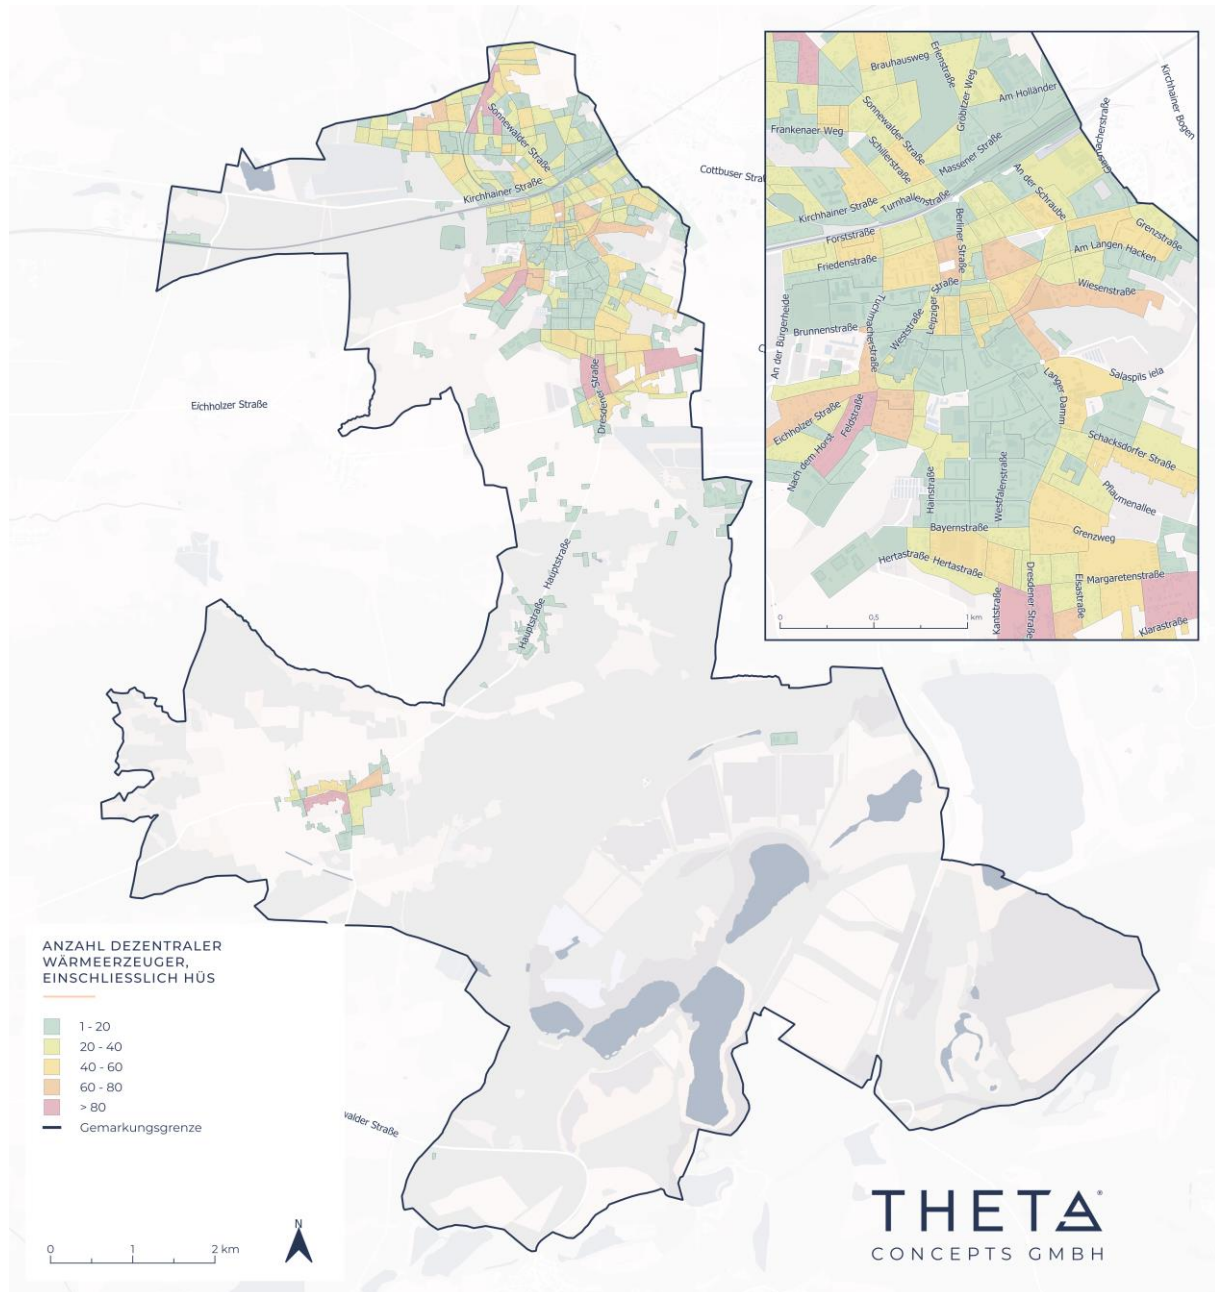 Sonnewalder Straße
Kirchhainer Straße
Cottbuser Straß
Eichholzer Straße
Dresdener Straße
Hauptstraße
Hauptstraße
walder Straße
Brauhausweg
Erlenstraße
Gröbitzer Weg
Am Holländer
Kirchhainer Bogen
Frankenaer Weg
Sonnewalder Straße
Schillerstraße
Massener Straße
macherstraße
An der Schraube
Kirchhainer Straße
Turnhallenstraße
Forststraße
Berliner Straße
Grenzstraße
Am Langen Hacken
Friedenstraße
Wiesenstraße
An der Bürgerheide
Brunnenstraße
Tuchmacherstraße
Weststraße
Leipziger Straße
Langer Damm
Salaspils iela
Eichholzer Straße
Feldstraße
Nach dem Horst
Schacksdorfer Straße
Pflaumenallee
Hainstraße
Westfalenstraße
Bayernstraße
Grenzweg
Hertastraße
Hertastraße
Dresdener Straße
Elsastraße
Margaretenstraße
Kantstraße
Klarastraße
0 0,5 1 km
ANZAHL DEZENTRALER
WÄRMEERZEUGER,
EINSCHLIESSLICH HÜS
1 - 20
20 - 40
40 - 60
60 - 80
> 80
Gemarkungsgrenze
N
0 1 2 km
THETA®
CONCEPTS GMBH